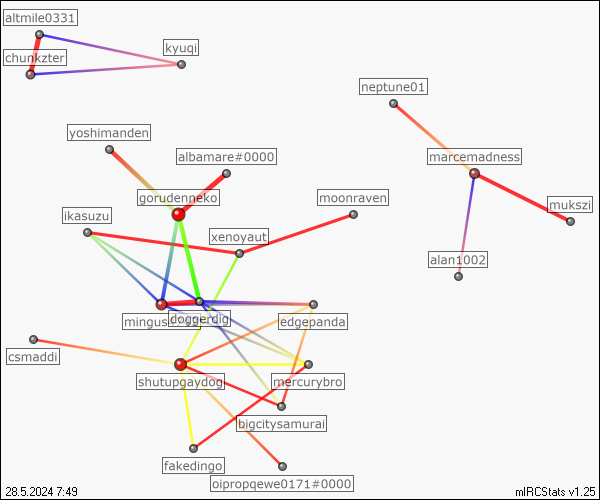 altmile0331
kyuqi
chunkzter
neptune01
yoshimanden
albamare#0000
marcemadness
gorudenneko
moonraven
mukszi
ikasuzu
xenoyaut
alan1002
doggerdig
edgepanda
csmaddi
shutupgaydog
mercurybro
bigcitysamurai
fakedingo
oipropqewe0171#0000
28.5.2024 7:49
mIRCStats v1.25